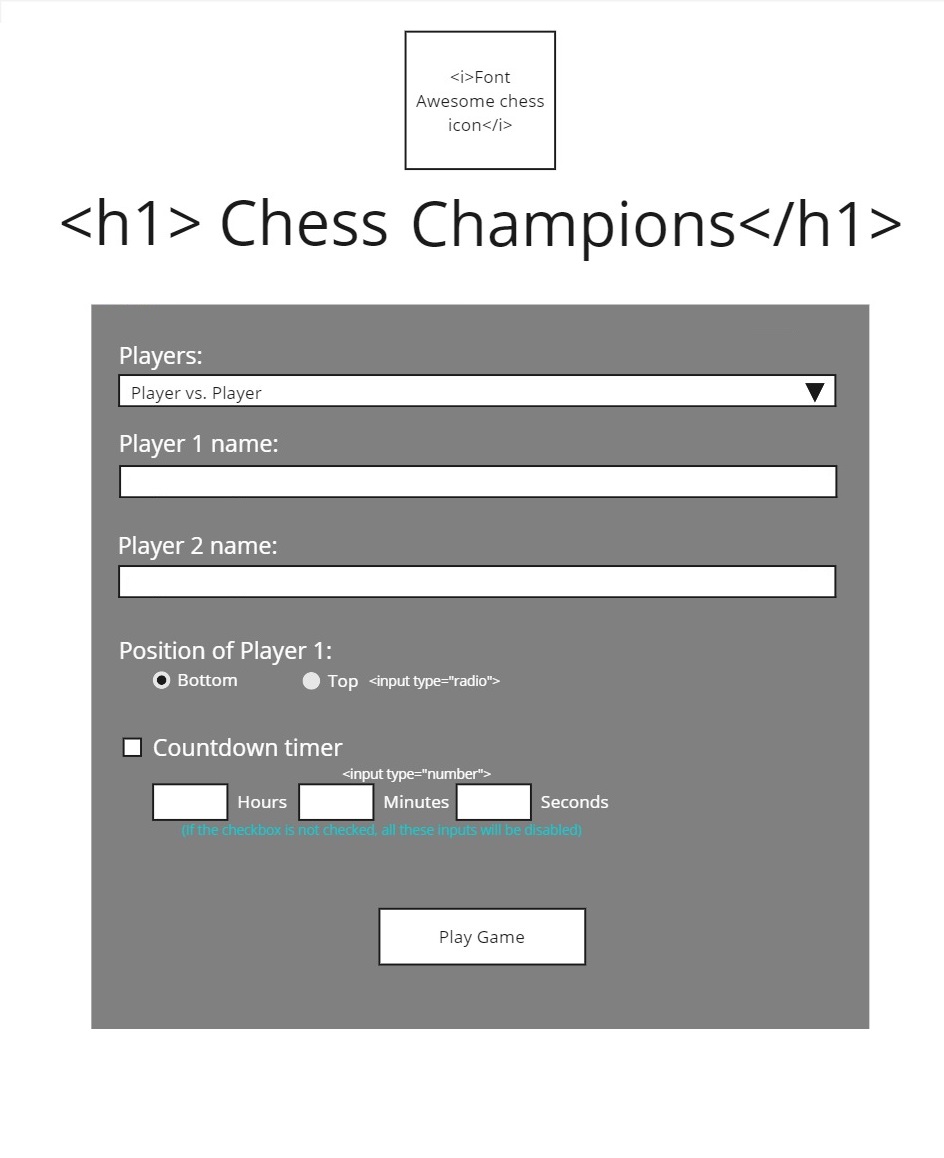 <i>Font
Awesome chess
icon</i>
<h1> Chess Champions</h1>
Players:
Player vs. Player
Player 1 name:
Player 2 name:
Position of Player 1:
Bottom Top <input type="radio">
Countdown timer
<input type="number">
Hours Minutes Seconds
(If the checkbox is not checked, all these inputs will be disabled)
Play Game